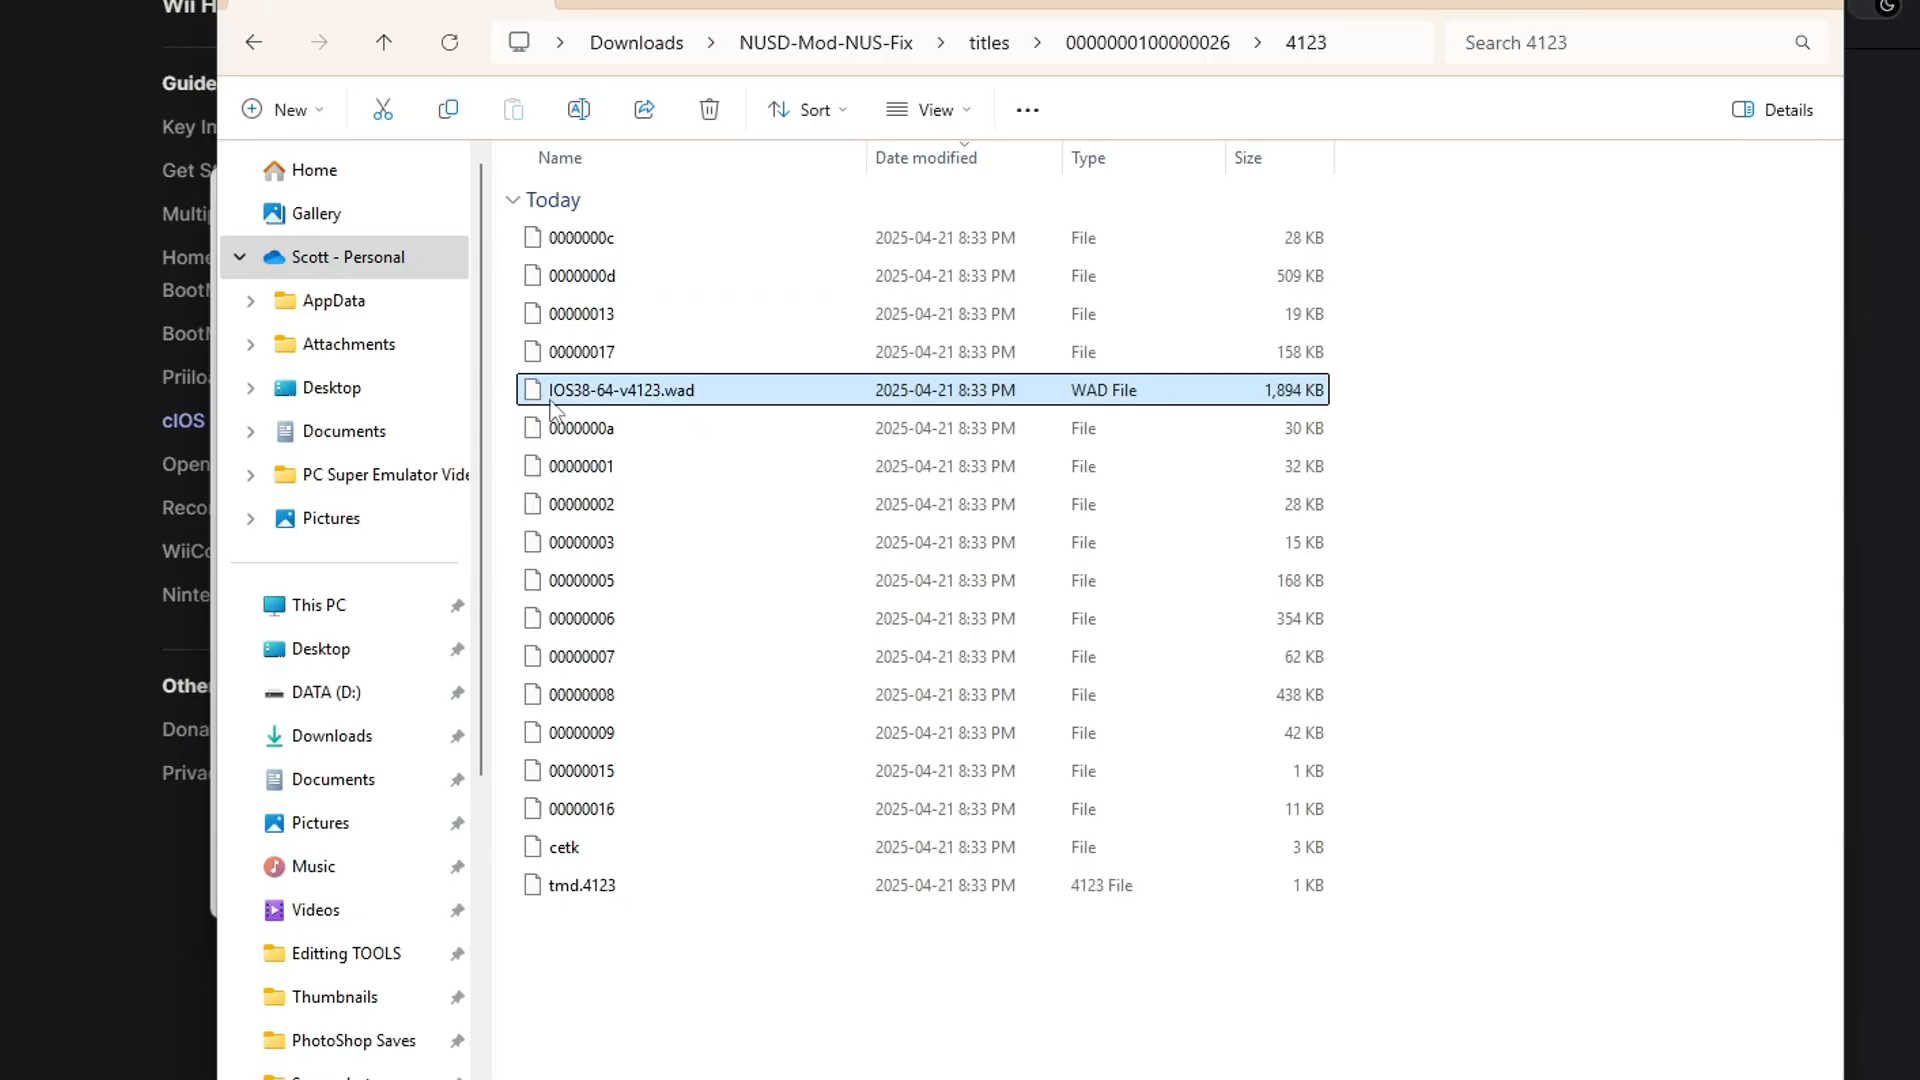 Wii H
Guide
Key In
Get S
Multip
Home
BootM
BootM
Priilo
cIOS
Open
Reco
WiiCo
Ninte
Othe
Dona
Priva
Downloads
NUSD-Mod-NUS-Fix
titles
0000000100000026
4123
Search 4123
New
Sort
View
Details
Home
Gallery
Scott - Personal
AppData
Attachments
Desktop
Documents
PC Super Emulator Vide
Pictures
This PC
Desktop
DATA (D:)
Downloads
Documents
Pictures
Music
Videos
Editting TOOLS
Thumbnails
PhotoShop Saves
Name Date modified Type Size
Today
0000000c 2025-04-21 8:33 PM File 28 KB
0000000d 2025-04-21 8:33 PM File 509 KB
00000013 2025-04-21 8:33 PM File 19 KB
00000017 2025-04-21 8:33 PM File 158 KB
IOS38-64-v4123.wad 2025-04-21 8:33 PM WAD File 1,894 KB
0000000a 2025-04-21 8:33 PM File 30 KB
00000001 2025-04-21 8:33 PM File 32 KB
00000002 2025-04-21 8:33 PM File 28 KB
00000003 2025-04-21 8:33 PM File 15 KB
00000005 2025-04-21 8:33 PM File 168 KB
00000006 2025-04-21 8:33 PM File 354 KB
00000007 2025-04-21 8:33 PM File 62 KB
00000008 2025-04-21 8:33 PM File 438 KB
00000009 2025-04-21 8:33 PM File 42 KB
00000015 2025-04-21 8:33 PM File 1 KB
00000016 2025-04-21 8:33 PM File 11 KB
cetk 2025-04-21 8:33 PM File 3 KB
tmd.4123 2025-04-21 8:33 PM 4123 File 1 KB